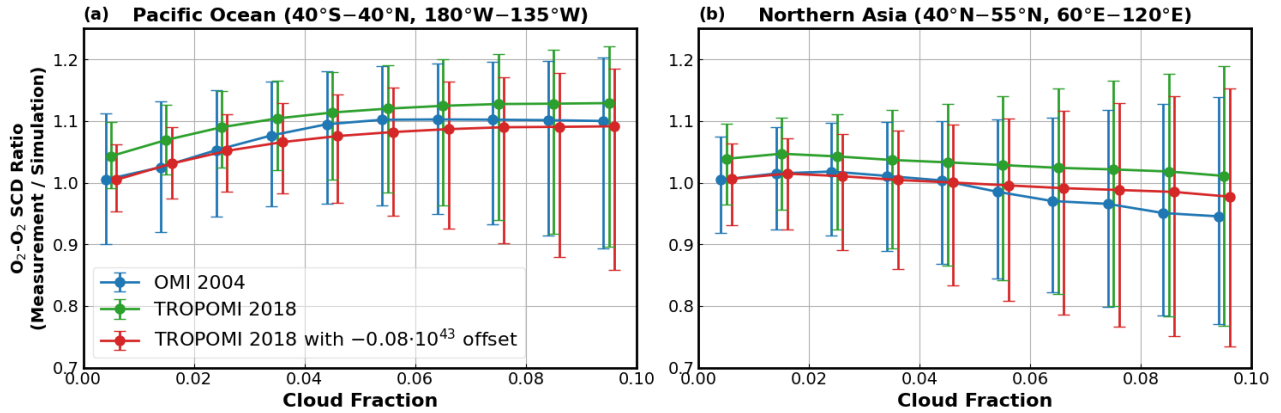 (a) Pacific Ocean (40°S−40°N, 180°W−135°W)
O₂-O₂ SCD Ratio
(Measurement / Simulation)
1.2
1.1
1.0
0.9
0.8
0.7
OMI 2004
TROPOMI 2018
TROPOMI 2018 with −0.08·10⁴³ offset
0.00 0.02 0.04 0.06 0.08 0.10
Cloud Fraction
(b) Northern Asia (40°N−55°N, 60°E−120°E)
1.2
1.1
1.0
0.9
0.8
0.7
0.00 0.02 0.04 0.06 0.08 0.10
Cloud Fraction